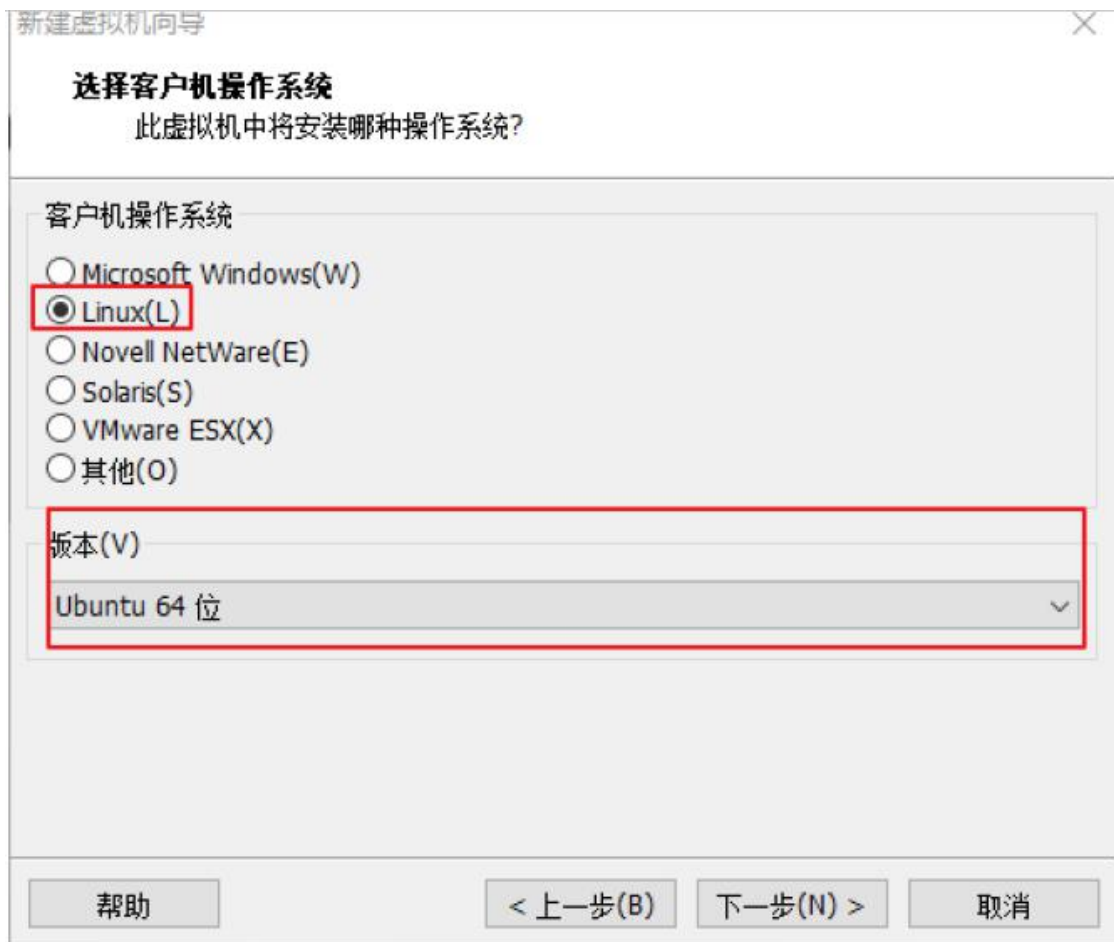 新建虚拟机向导
选择客户机操作系统
此虚拟机中将安装哪种操作系统?
客户机操作系统
Microsoft Windows(W)
Linux(L)
Novell NetWare(E)
Solaris(S)
VMware ESX(X)
其他(O)
版本(V)
Ubuntu 64 位
帮助
< 上一步(B)
下一步(N) >
取消